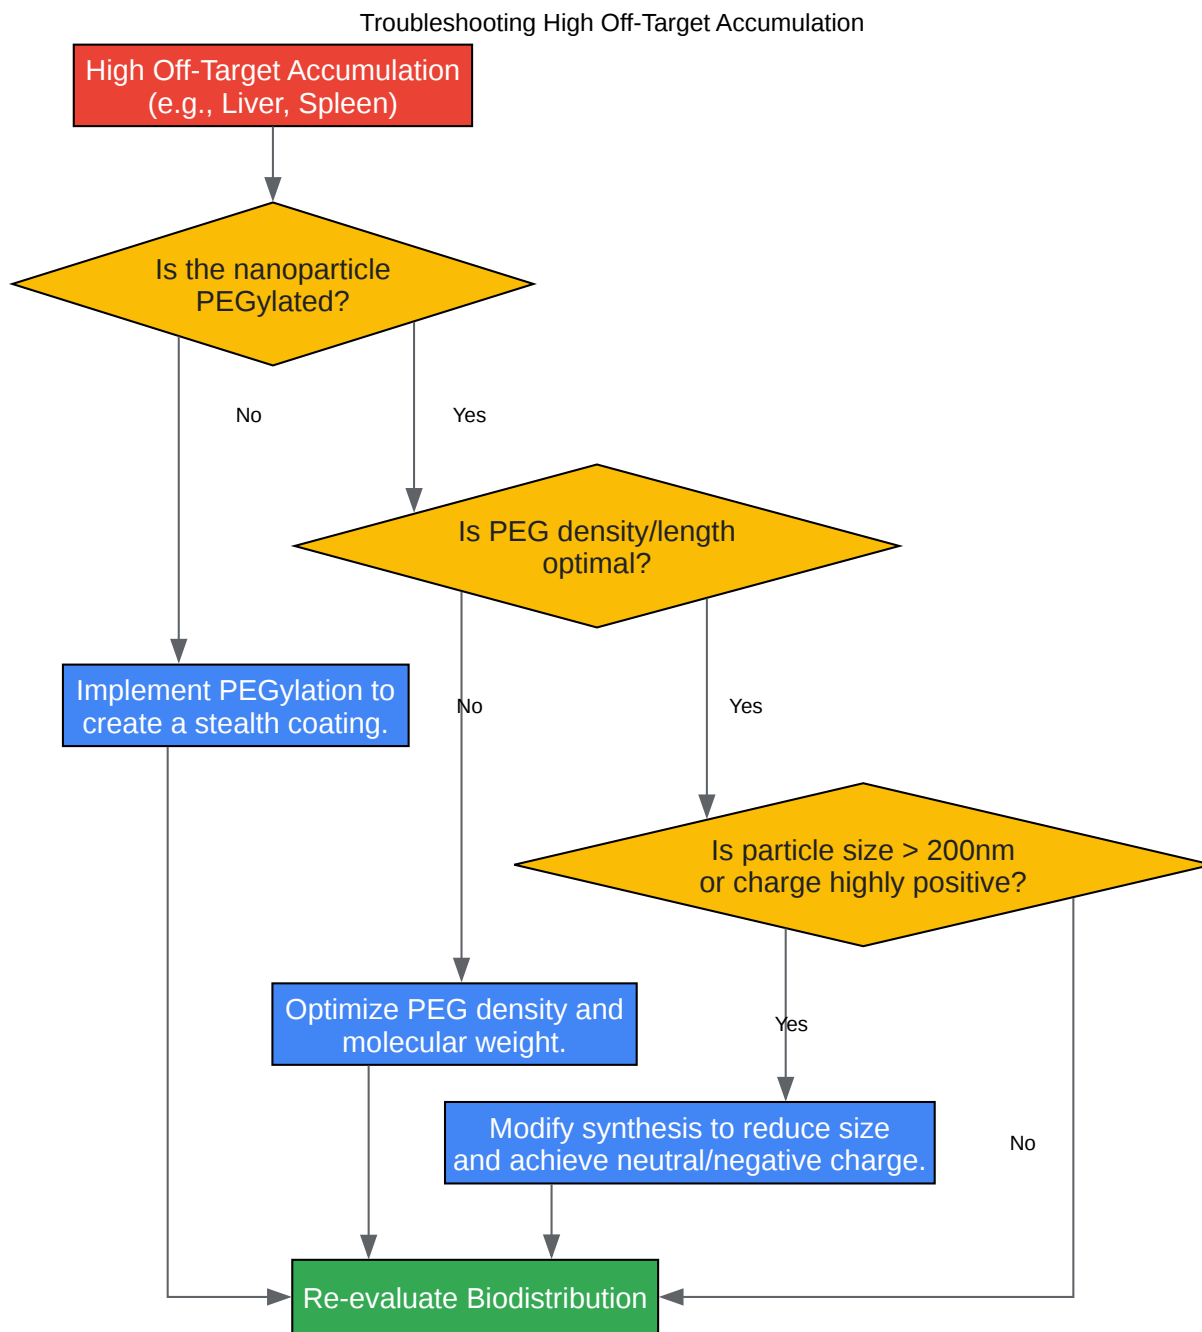 Troubleshooting High Off-Target Accumulation
High Off-Target Accumulation
(e.g., Liver, Spleen)
Is the nanoparticle
PEGylated?
No
Yes
Is PEG density/length
optimal?
Implement PEGylation to
create a stealth coating.
No
Yes
Is particle size > 200nm
or charge highly positive?
Optimize PEG density and
molecular weight.
Yes
Modify synthesis to reduce size
and achieve neutral/negative charge.
No
Re-evaluate Biodistribution